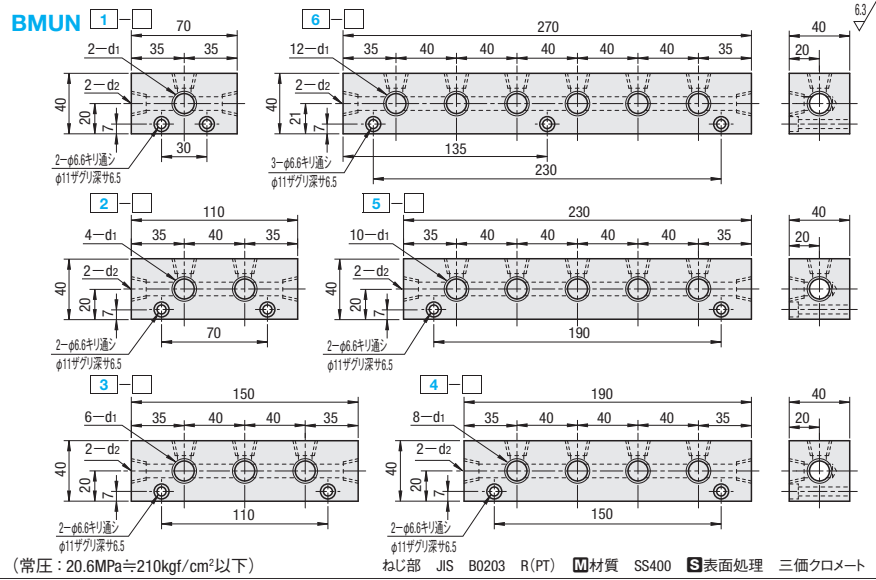 BMUN 1-□
70
35 35
2-d1
2-d2
40
20
7
30
2-φ6.6キリ通シ
φ11ザグリ深サ6.5
6-□
270
35 40 40 40 40 40 35
12-d1
2-d2
40
21
7
135
230
3-φ6.6キリ通シ
φ11ザグリ深サ6.5
40
20
6.3
2-□
110
35 40 35
4-d1
2-d2
40
20
7
70
2-φ6.6キリ通シ
φ11ザグリ深サ6.5
5-□
230
35 40 40 40 40 35
10-d1
2-d2
40
20
7
190
2-φ6.6キリ通シ
φ11ザグリ深サ6.5
40
20
3-□
150
35 40 40 35
6-d1
2-d2
40
20
7
110
2-φ6.6キリ通シ
φ11ザグリ深サ6.5
4-□
190
35 40 40 40 35
8-d1
2-d2
40
20
7
150
2-φ6.6キリ通シ
φ11ザグリ深サ6.5
40
20
(常圧:20.6MPa≒210kgf/cm²以下)
ねじ部 JIS B0203 R(PT) M材質 SS400 S表面処理 三価クロメート